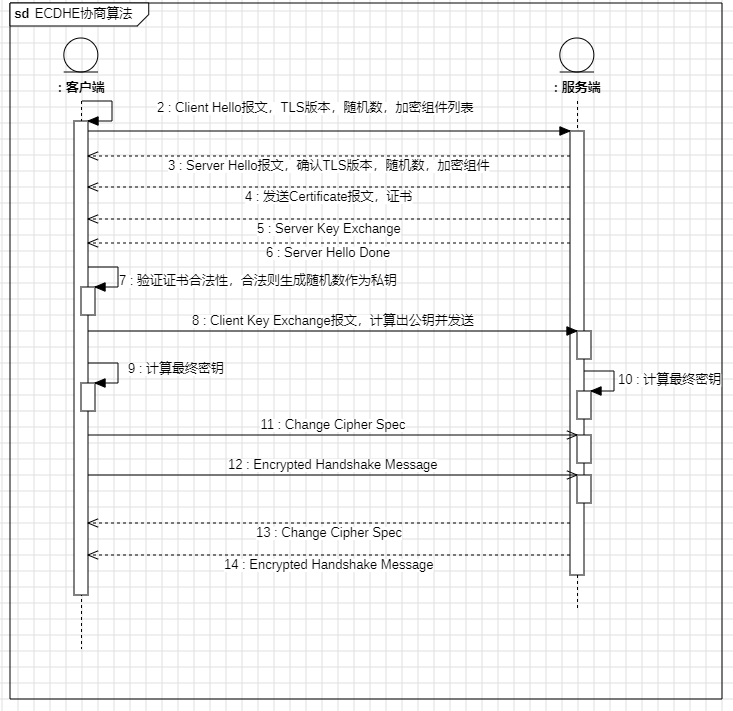 sd ECDHE协商算法
: 客户端
: 服务端
2 : Client Hello报文，TLS版本，随机数，加密组件列表
3 : Server Hello报文，确认TLS版本，随机数，加密组件
4 : 发送Certificate报文，证书
5 : Server Key Exchange
6 : Server Hello Done
7 : 验证证书合法性，合法则生成随机数作为私钥
8 : Client Key Exchange报文，计算出公钥并发送
9 : 计算最终密钥
10 : 计算最终密钥
11 : Change Cipher Spec
12 : Encrypted Handshake Message
13 : Change Cipher Spec
14 : Encrypted Handshake Message